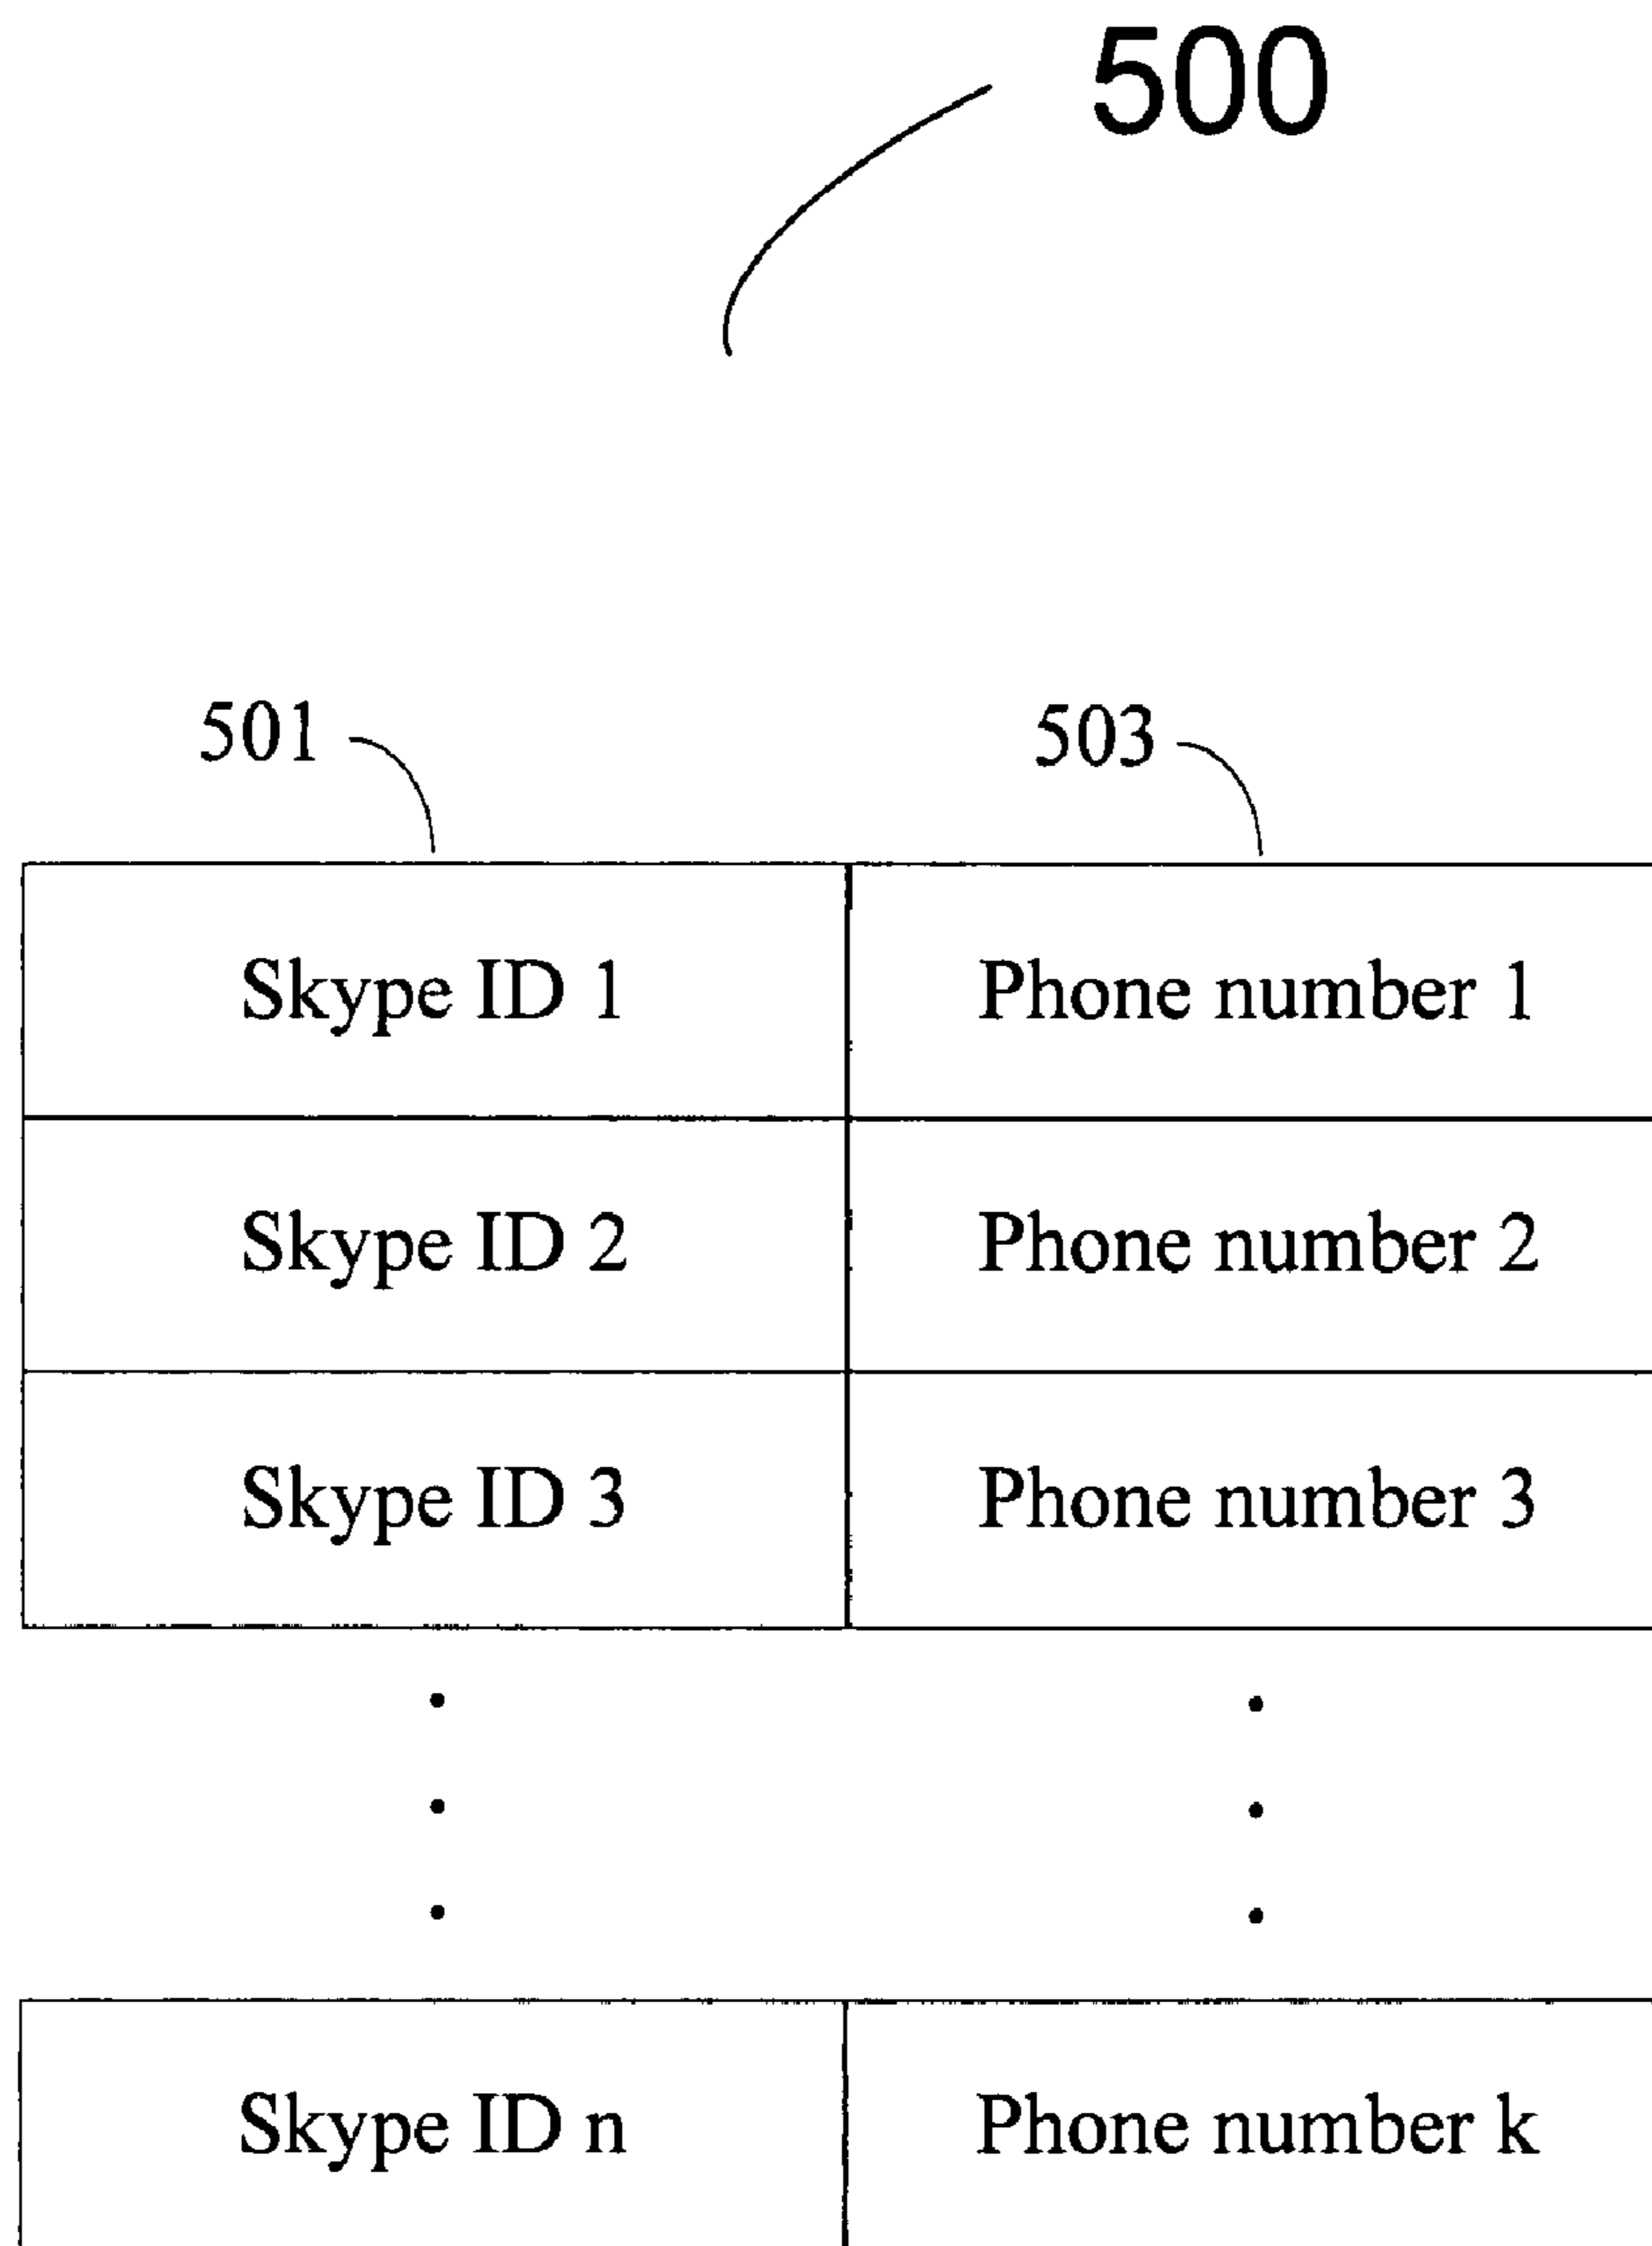 500
501 503
Skype ID 1 Phone number 1
Skype ID 2 Phone number 2
Skype ID 3 Phone number 3
Skype ID n Phone number k